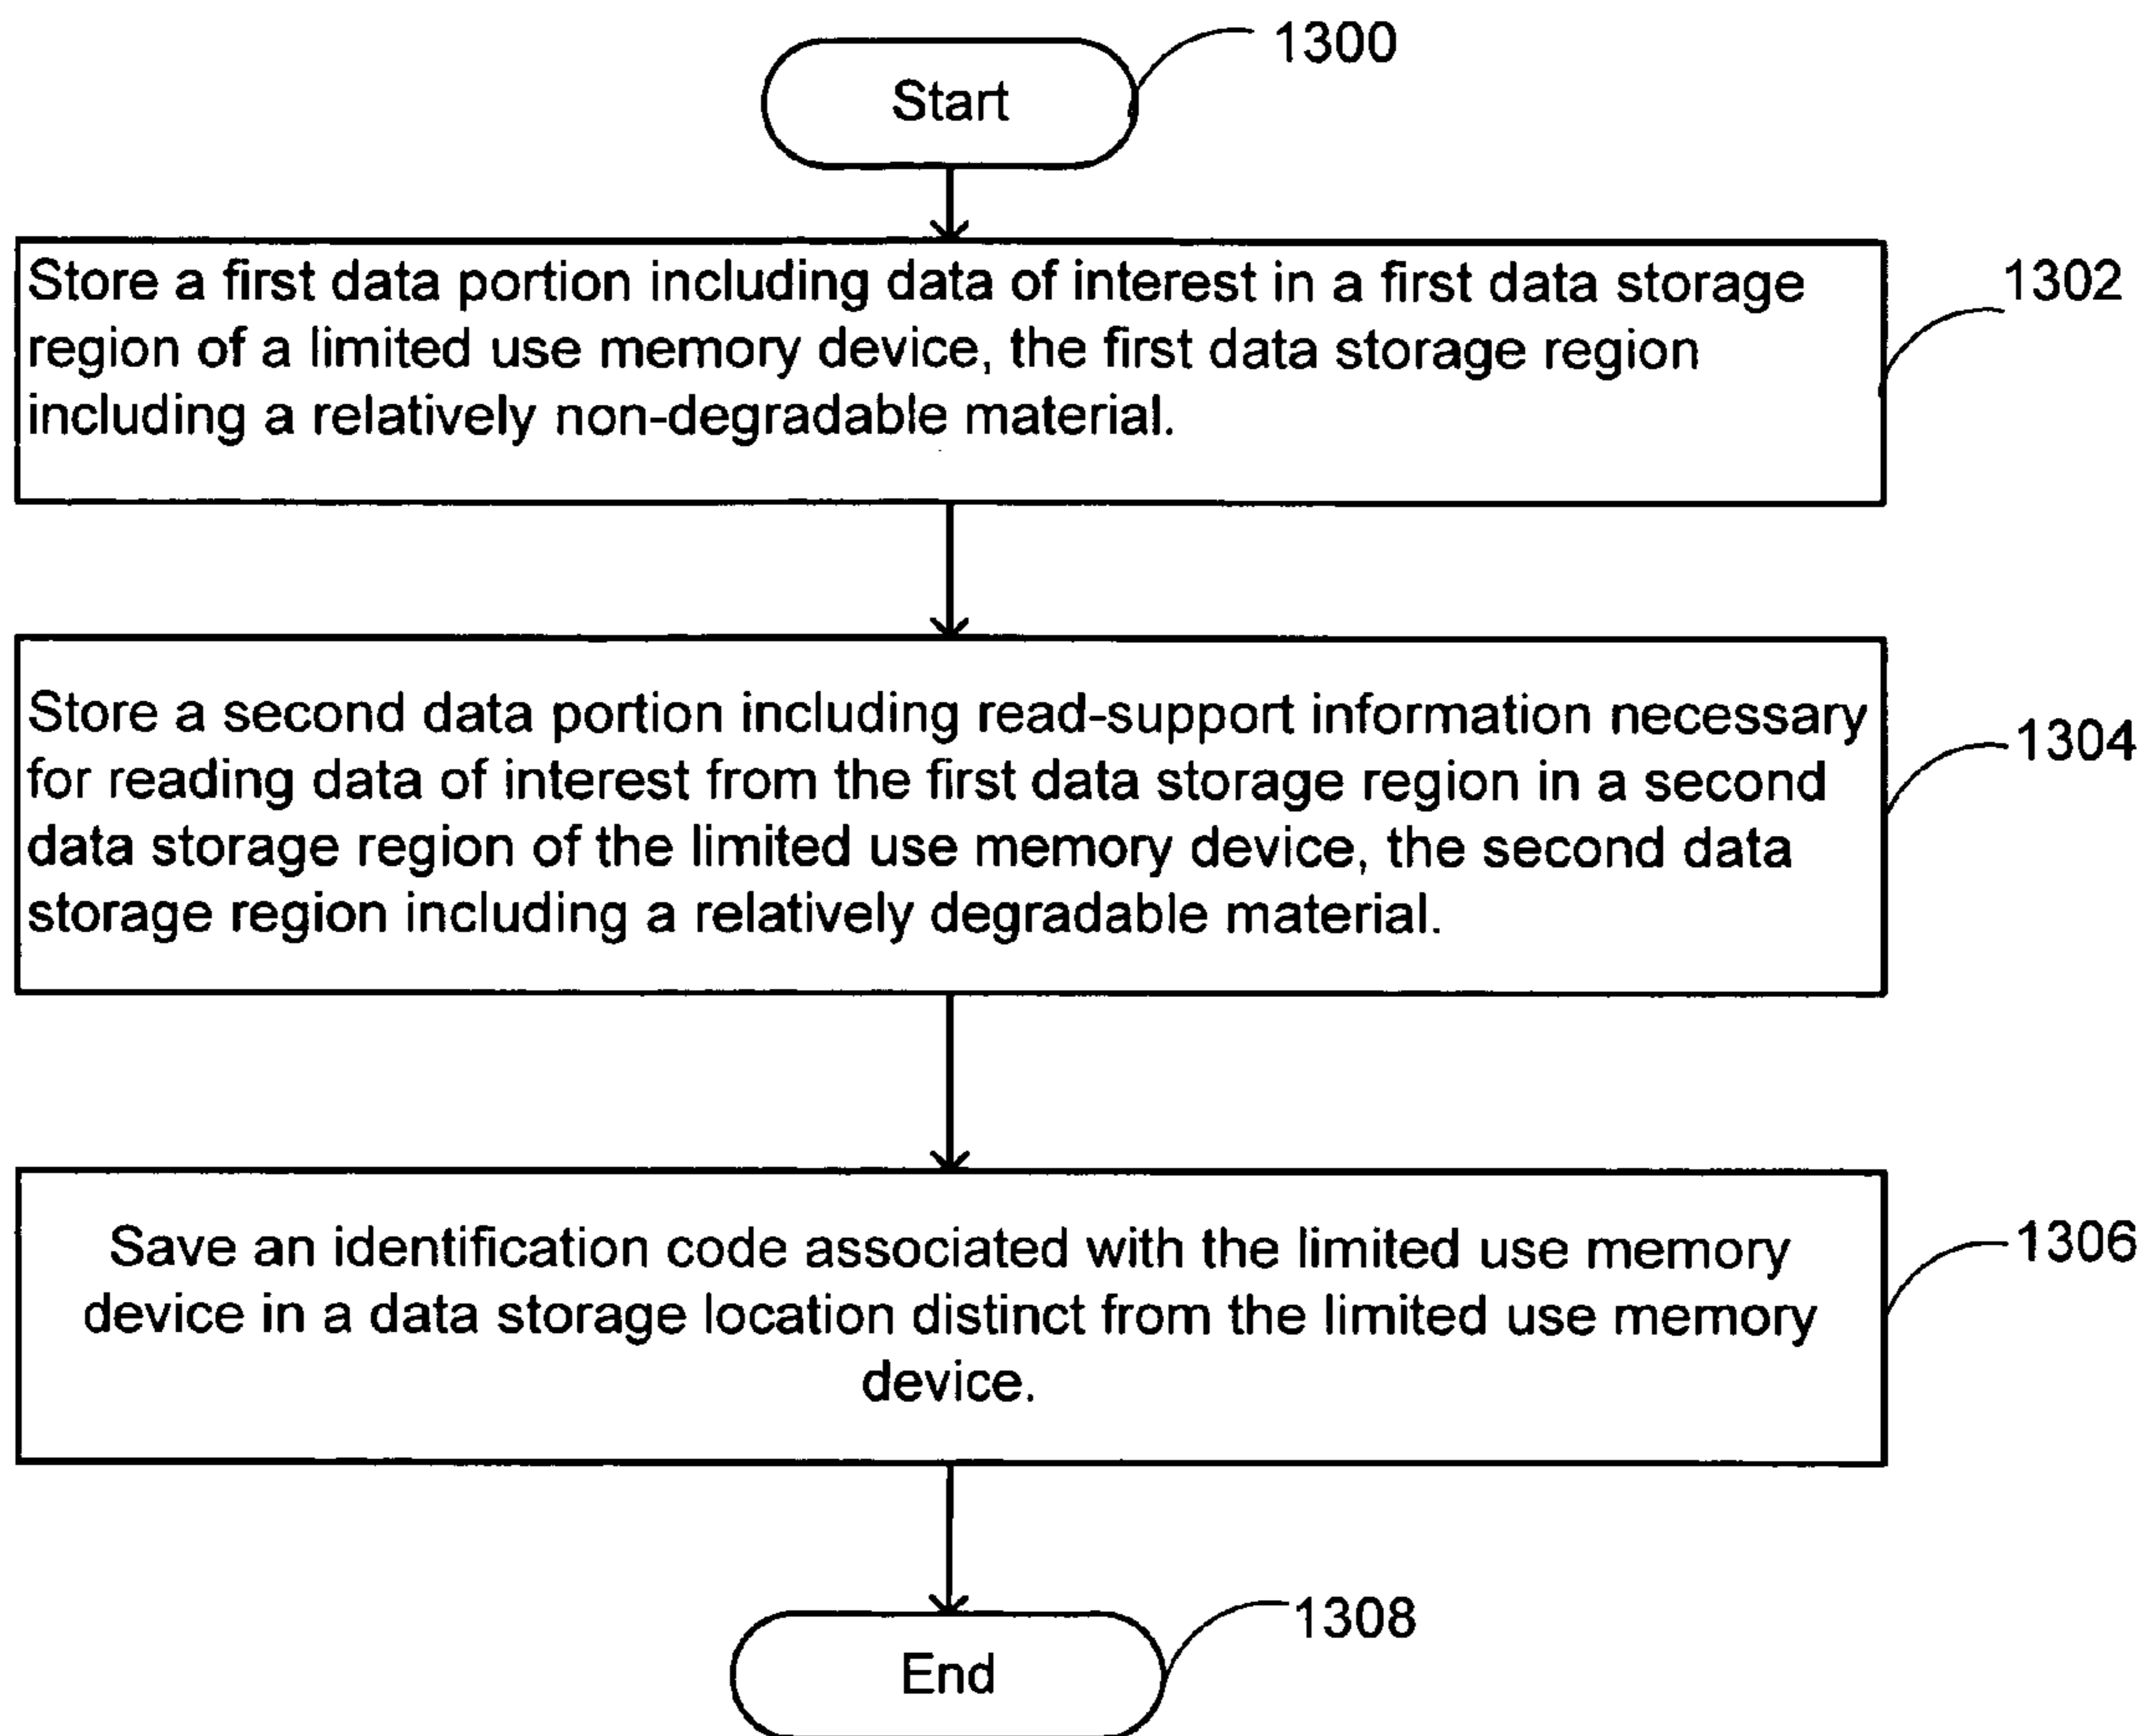 1300
Start
Store a first data portion including data of interest in a first data storage
region of a limited use memory device, the first data storage region
including a relatively non-degradable material.
1302
Store a second data portion including read-support information necessary
for reading data of interest from the first data storage region in a second
data storage region of the limited use memory device, the second data
storage region including a relatively degradable material.
1304
Save an identification code associated with the limited use memory
device in a data storage location distinct from the limited use memory
device.
1306
End
1308